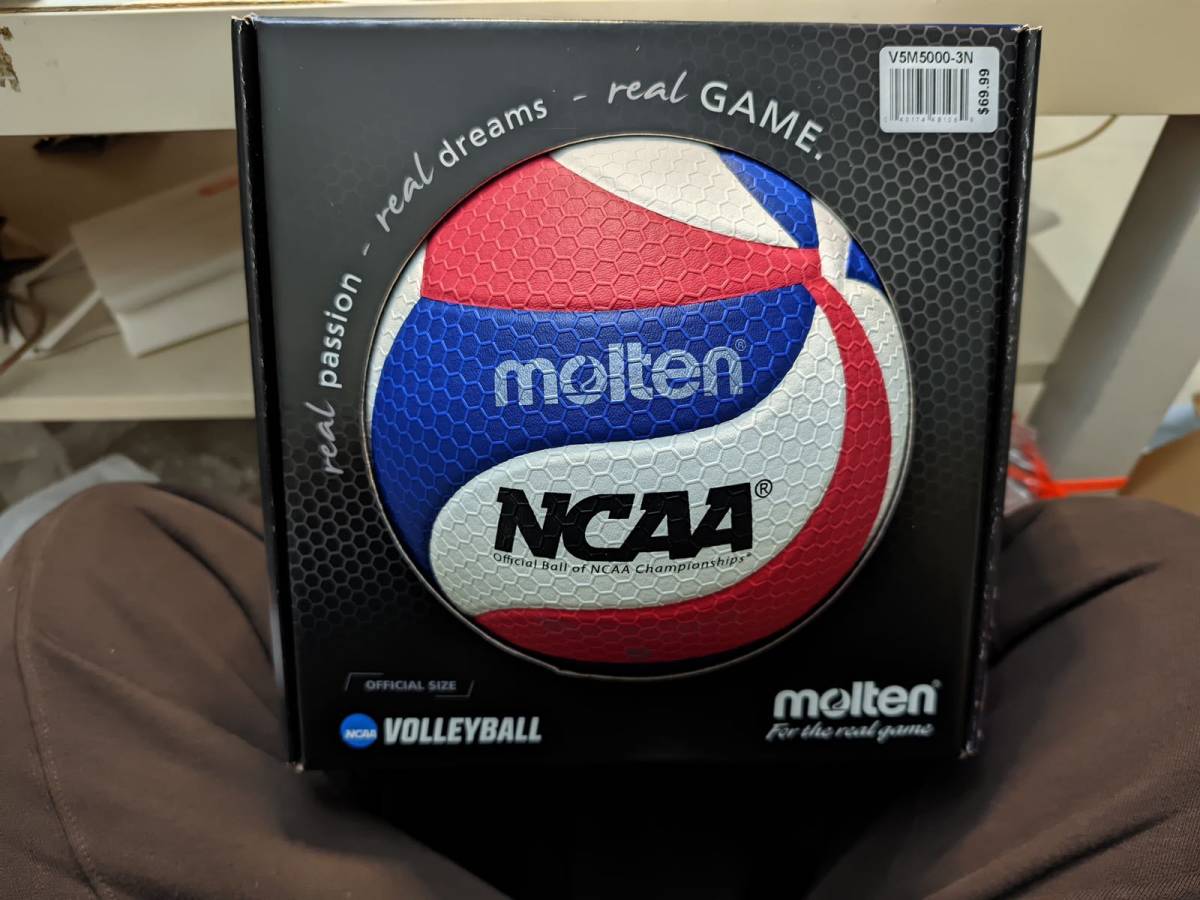 V5M5000-3N
$69.99
real passion - real dreams - real GAME.
molten®
NCAA®
Official Ball of NCAA Championships®
OFFICIAL SIZE
NCAA VOLLEYBALL
molten®
For the real game